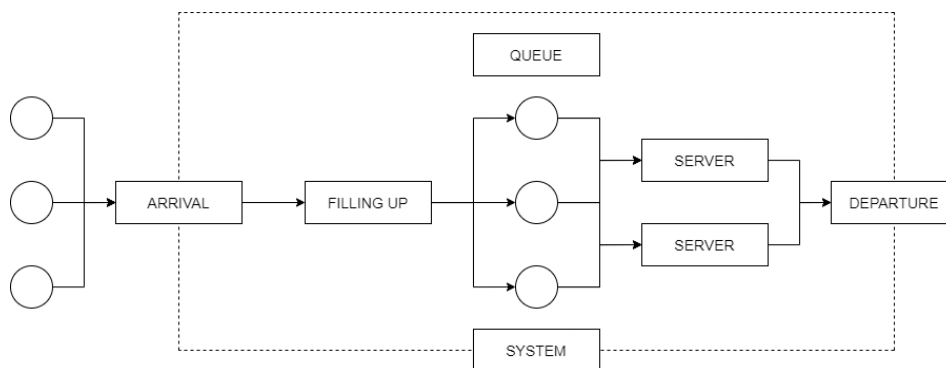 QUEUE
SERVER
ARRIVAL
FILLING UP
DEPARTURE
SERVER
SYSTEM